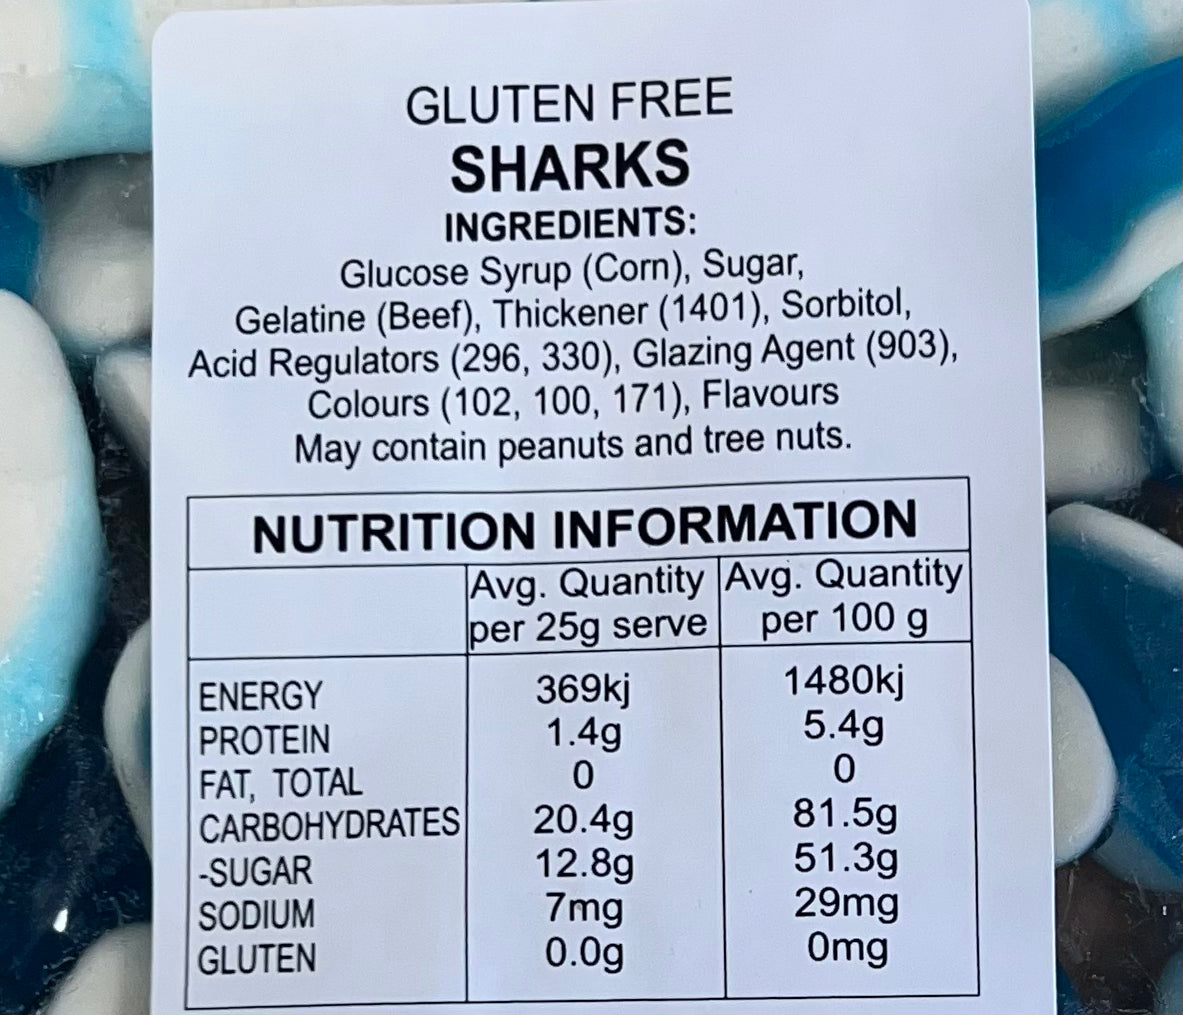 GLUTEN FREE
SHARKS
INGREDIENTS:
Glucose Syrup (Corn), Sugar,
Gelatine (Beef), Thickener (1401), Sorbitol,
Acid Regulators (296, 330), Glazing Agent (903),
Colours (102, 100, 171), Flavours
May contain peanuts and tree nuts.
NUTRITION INFORMATION
Avg. Quantity per 25g serve Avg. Quantity per 100 g
ENERGY 369kj 1480kj
PROTEIN 1.4g 5.4g
FAT, TOTAL 0 0
CARBOHYDRATES 20.4g 81.5g
-SUGAR 12.8g 51.3g
SODIUM 7mg 29mg
GLUTEN 0.0g 0mg